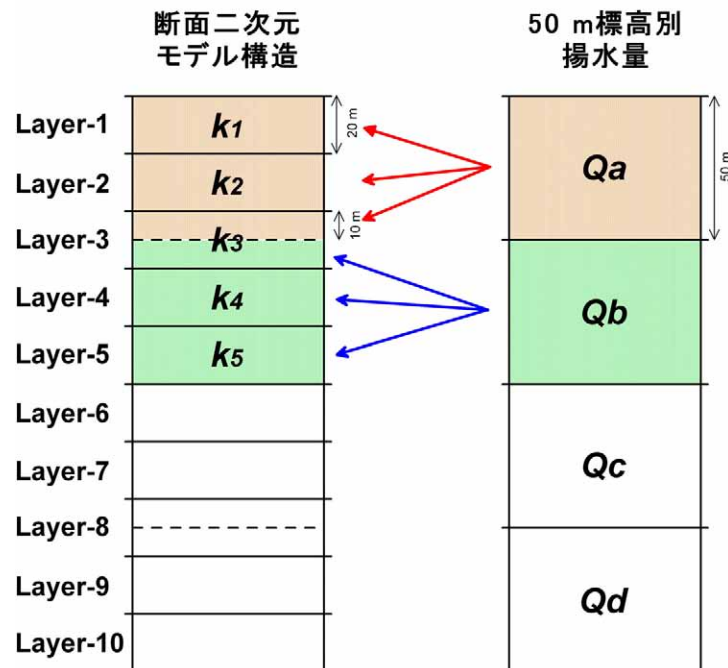 断面二次元
モデル構造
50 m標高別
揚水量
Layer-1
k1
20 m
Qa
50 m
Layer-2
k2
Layer-3
k3
10 m
Layer-4
k4
Qb
Layer-5
k5
Layer-6
Layer-7
Qc
Layer-8
Layer-9
Qd
Layer-10